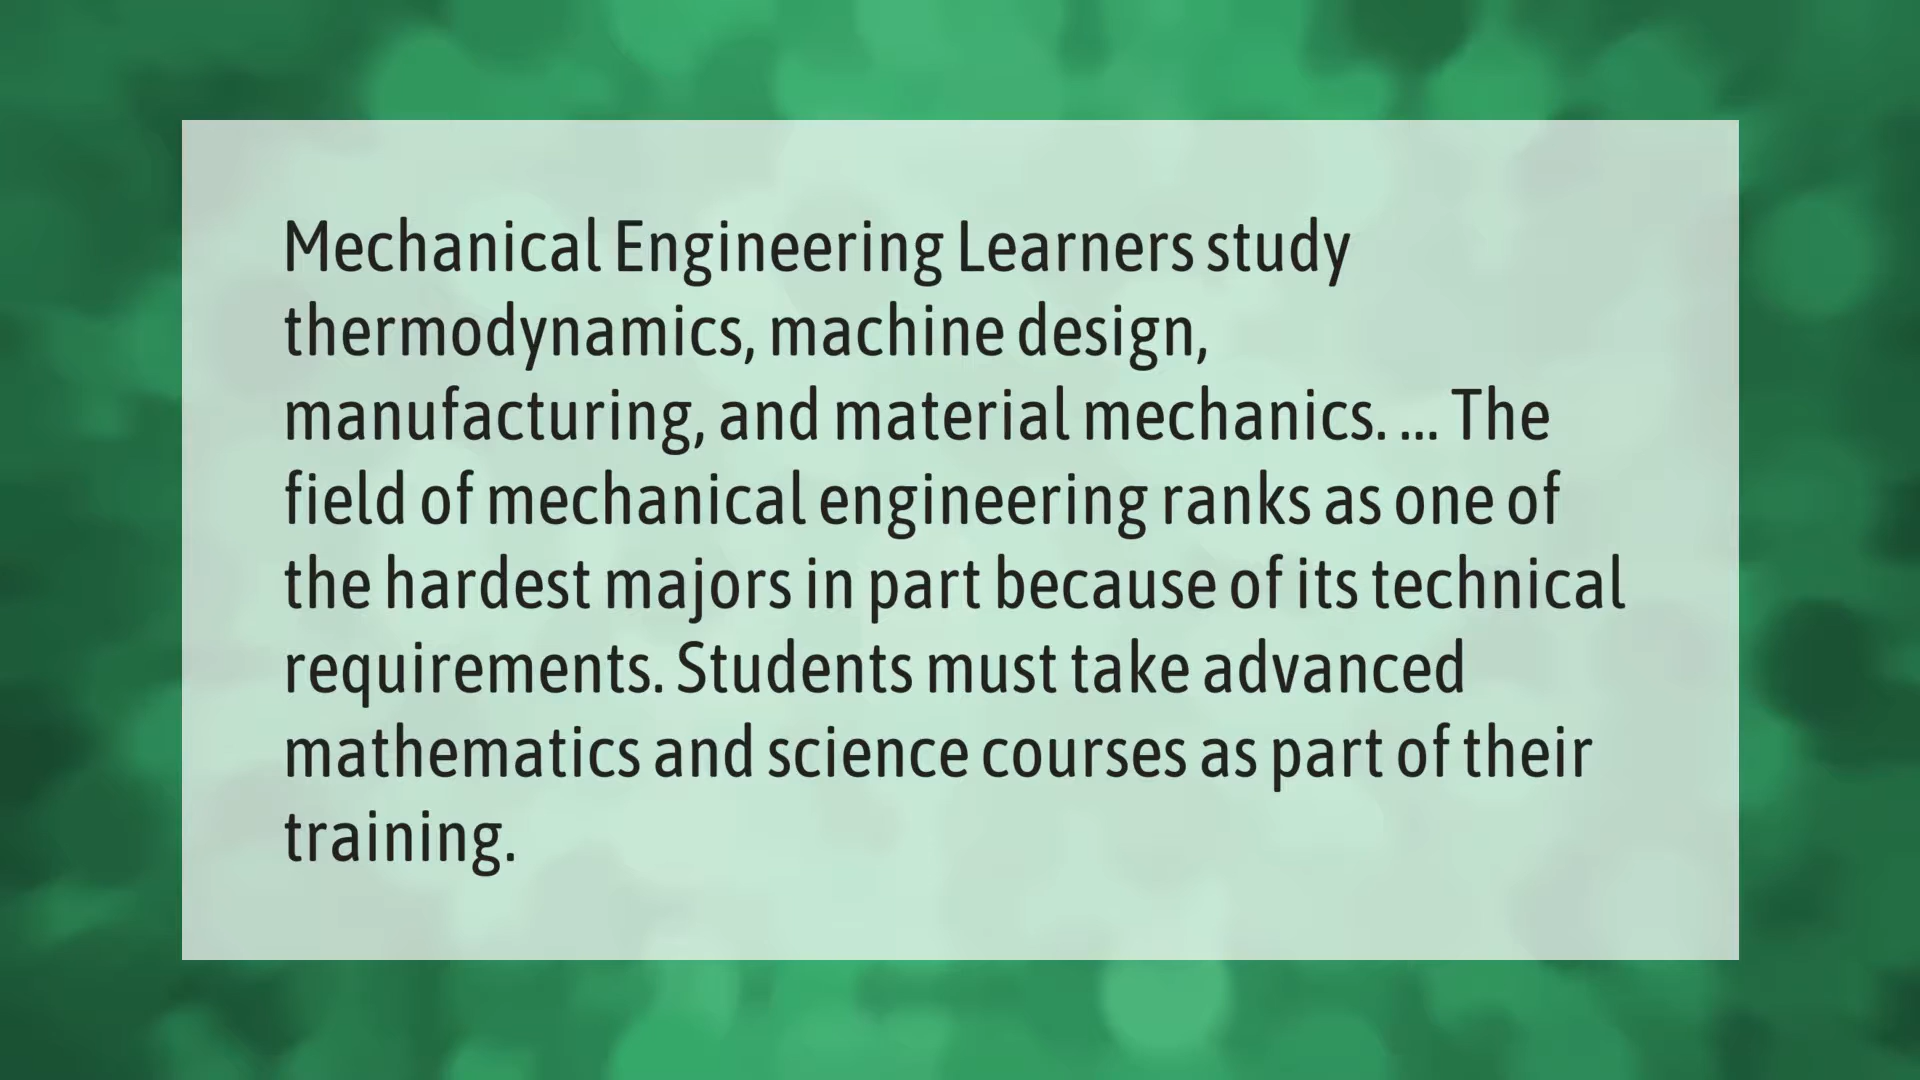 Mechanical Engineering Learners study
thermodynamics, machine design,
manufacturing, and material mechanics. ... The
field of mechanical engineering ranks as one of
the hardest majors in part because of its technical
requirements. Students must take advanced
mathematics and science courses as part of their
training.